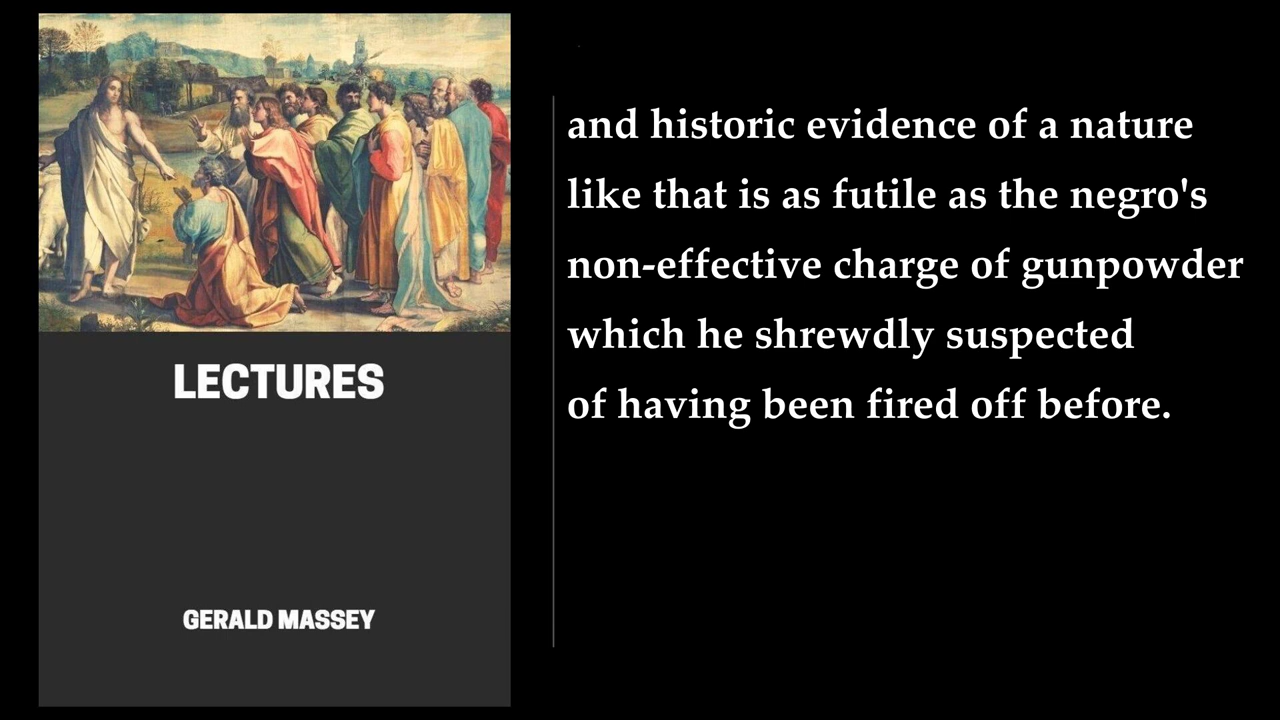 LECTURES
GERALD MASSEY
and historic evidence of a nature
like that is as futile as the negro's
non-effective charge of gunpowder
which he shrewdly suspected
of having been fired off before.